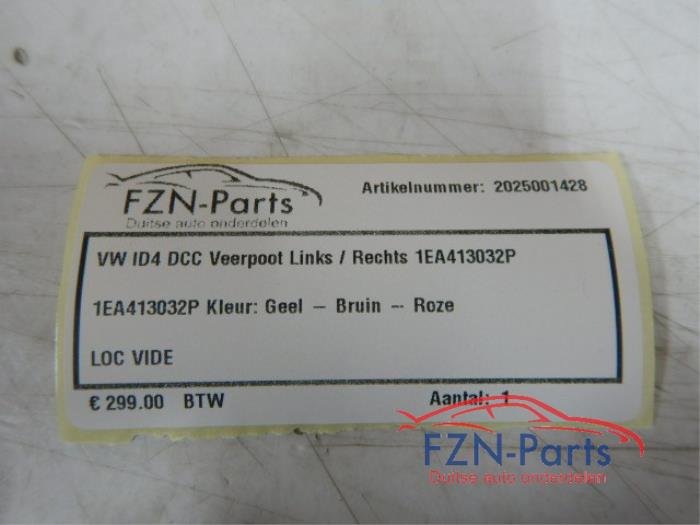 FZN-Parts
Duitse auto onderdelen
Artikelnummer: 2025001428
VW ID4 DCC Veerpoot Links / Rechts 1EA413032P
1EA413032P Kleur: Geel - Bruin - Roze
LOC VIDE
€ 299.00 BTW
Aantal: 1
FZN-Parts
Duitse auto onderdelen